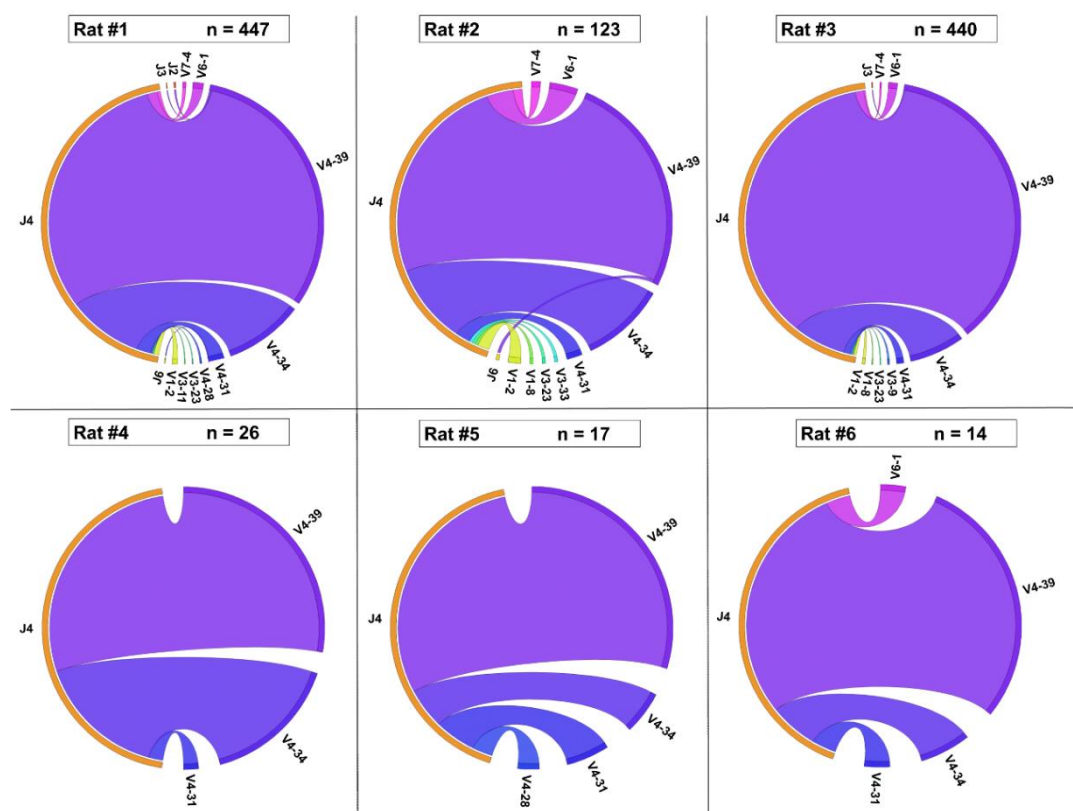 Rat #1 n = 447
J3
J2
V7-4
V6-1
V4-39
J4
V4-34
J6
V1-2
V3-11
V3-23
V4-28
V4-31
Rat #2 n = 123
V7-4
V6-1
V4-39
J4
V4-34
J6
V1-2
V1-8
V3-23
V3-33
V4-31
Rat #3 n = 440
J3
V7-4
V6-1
V4-39
J4
V4-34
V1-2
V1-8
V3-23
V3-9
V4-31
Rat #4 n = 26
V4-39
J4
V4-34
V4-31
Rat #5 n = 17
V4-39
J4
V4-34
V4-31
V4-28
Rat #6 n = 14
V6-1
V4-39
J4
V4-34
V4-31